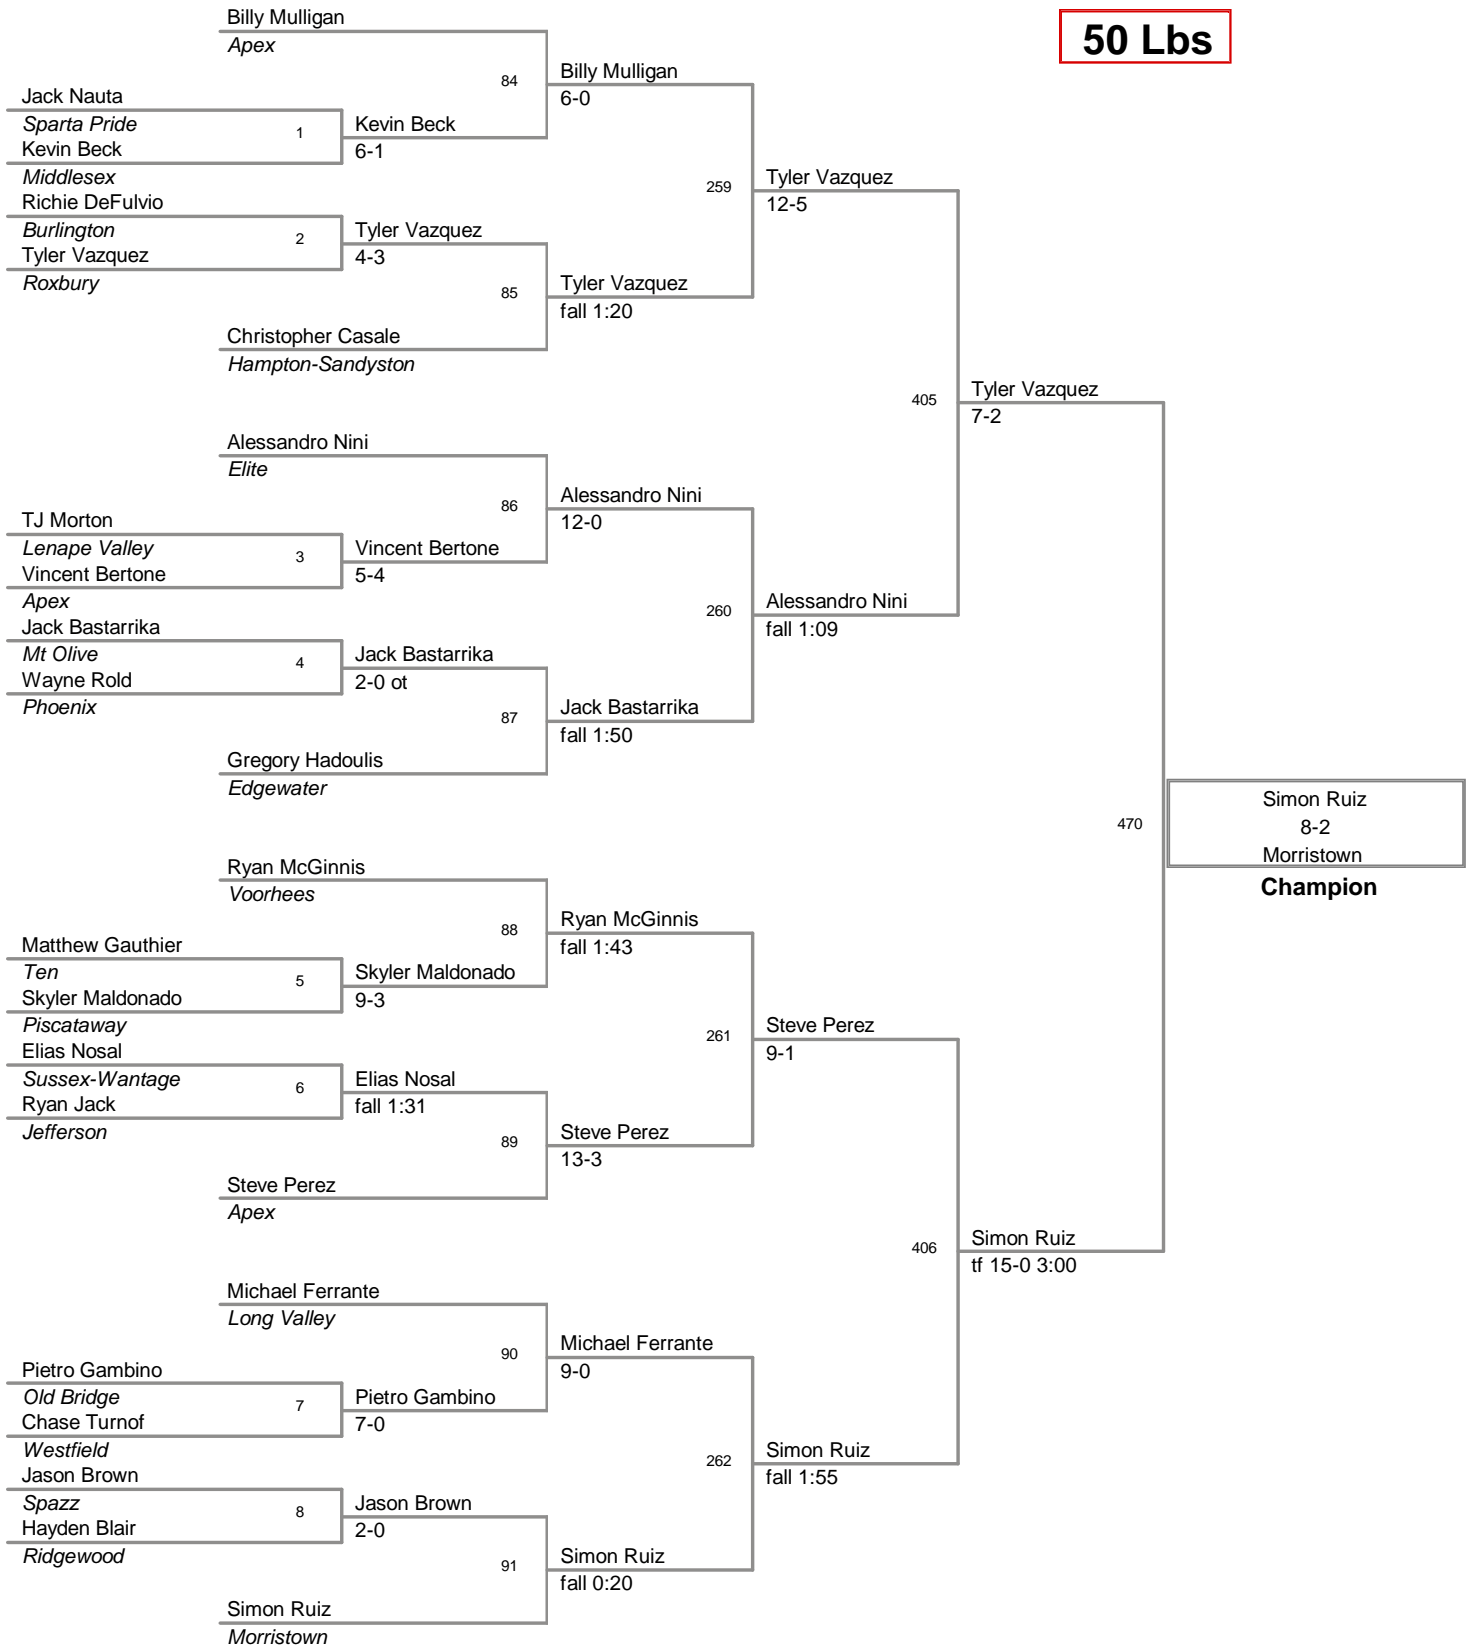 Billy Mulligan
Apex
50 Lbs
84
Billy Mulligan
6-0
Jack Nauta
Sparta Pride
1
Kevin Beck
Kevin Beck
6-1
Middlesex
259
Tyler Vazquez
12-5
Richie DeFulvio
Burlington
2
Tyler Vazquez
Tyler Vazquez
4-3
Roxbury
85
Tyler Vazquez
fall 1:20
Christopher Casale
Hampton-Sandyston
405
Tyler Vazquez
7-2
Alessandro Nini
Elite
86
Alessandro Nini
12-0
TJ Morton
Lenape Valley
3
Vincent Bertone
Vincent Bertone
5-4
Apex
260
Alessandro Nini
fall 1:09
Jack Bastarrika
Mt Olive
4
Jack Bastarrika
Wayne Rold
2-0 ot
Phoenix
87
Jack Bastarrika
fall 1:50
Gregory Hadoulis
Edgewater
470
Simon Ruiz
8-2
Morristown
Champion
Ryan McGinnis
Voorhees
88
Ryan McGinnis
fall 1:43
Matthew Gauthier
Ten
5
Skyler Maldonado
Skyler Maldonado
9-3
Piscataway
261
Steve Perez
9-1
Elias Nosal
Sussex-Wantage
6
Elias Nosal
Ryan Jack
fall 1:31
Jefferson
89
Steve Perez
13-3
Steve Perez
Apex
406
Simon Ruiz
tf 15-0 3:00
Michael Ferrante
Long Valley
90
Michael Ferrante
9-0
Pietro Gambino
Old Bridge
7
Pietro Gambino
Chase Turnof
7-0
Westfield
262
Simon Ruiz
fall 1:55
Jason Brown
Spazz
8
Jason Brown
Hayden Blair
2-0
Ridgewood
91
Simon Ruiz
fall 0:20
Simon Ruiz
Morristown